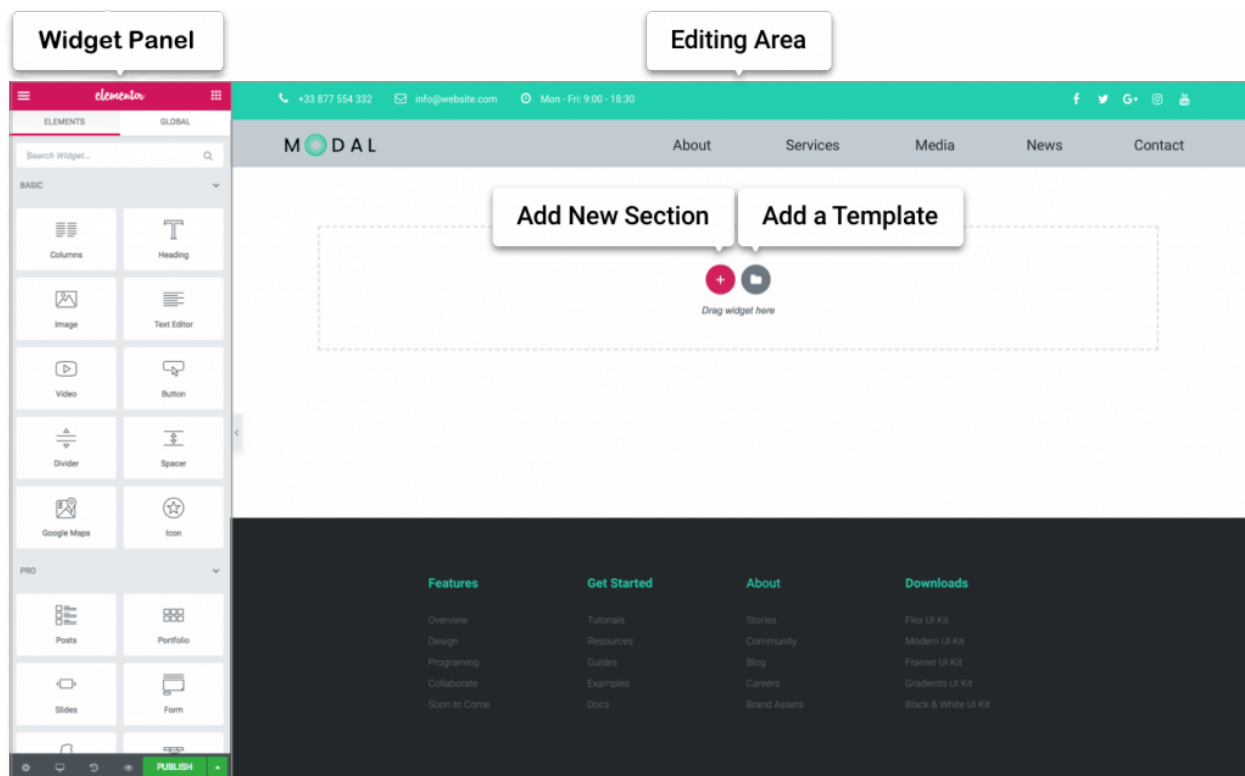 Widget Panel
Editing Area
elementor
+33 877 554 332 info@website.com Mon - Fri: 9:00 - 18:30
f G+ You
ELEMENTS GLOBAL
Search Widget...
MODAL
About Services Media News Contact
BASIC
Add New Section
Add a Template
Columns Heading
Drag widget here
Image Text Editor
Video Button
Divider Spacer
Google Maps Icon
PRO
Features Get Started About Downloads
Overview Tutorials Stories Flex UI Kit
Design Resources Community Modern UI Kit
Programing Guides Blog Framer UI Kit
Collaborate Examples Careers Gradients UI Kit
Soon to Come Docs Brand Assets Black & White UI Kit
Posts Portfolio
Slides Form
PUBLISH